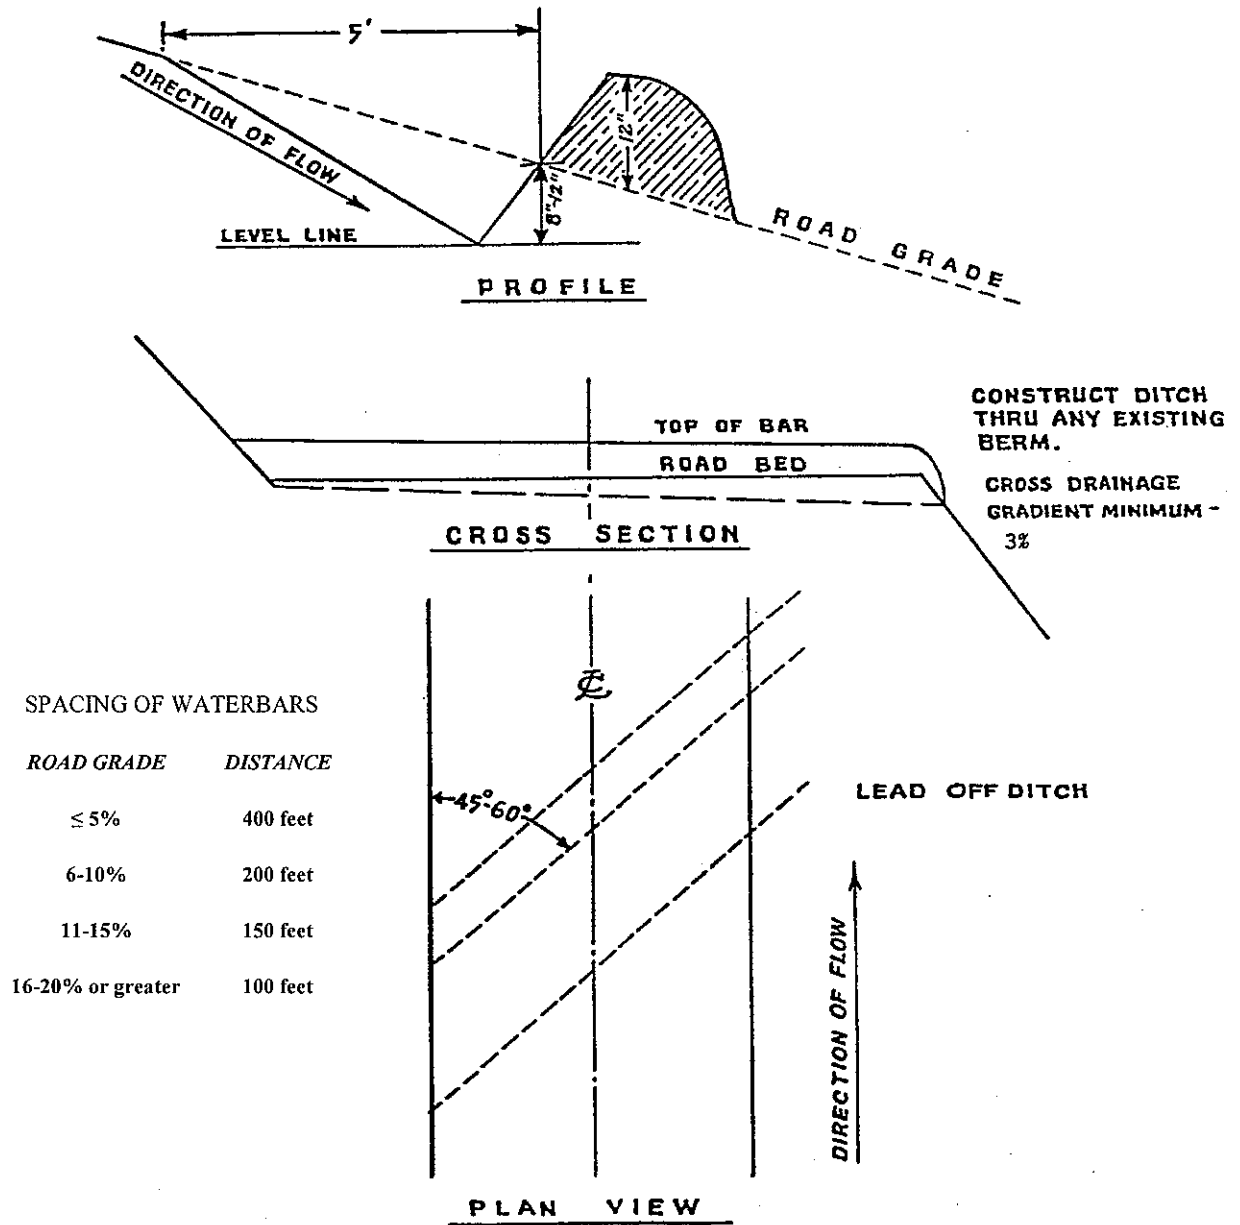 5'
DIRECTION OF FLOW
12"
8"-12"
LEVEL LINE
ROAD GRADE
PROFILE
TOP OF BAR
ROAD BED
CONSTRUCT DITCH
THRU ANY EXISTING
BERM.
CROSS DRAINAGE
GRADIENT MINIMUM -
3%
CROSS SECTION
℄
SPACING OF WATERBARS
ROAD GRADE DISTANCE
≤ 5% 400 feet
6-10% 200 feet
11-15% 150 feet
16-20% or greater 100 feet
45°-60°
LEAD OFF DITCH
DIRECTION OF FLOW
PLAN VIEW